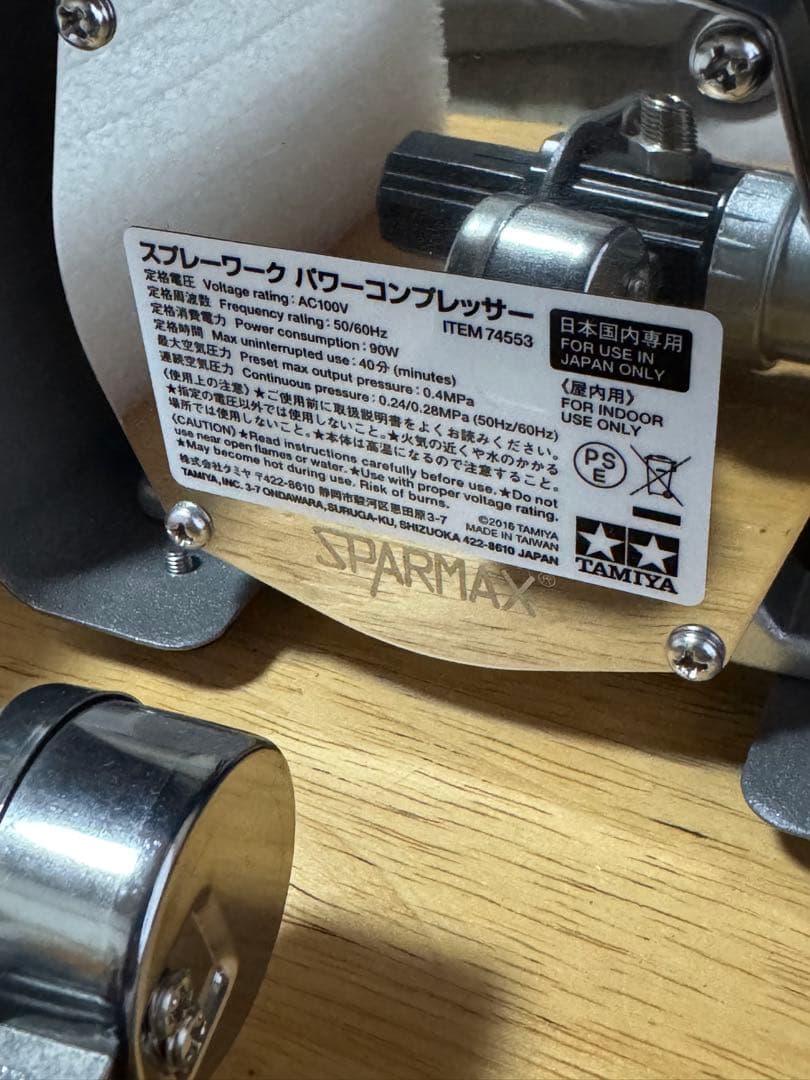 スプレーワーク パワーコンプレッサー
ITEM 74553
定格電圧 Voltage rating : AC100V
定格周波数 Frequency rating : 50/60Hz
定格消費電力 Power consumption : 90W
定格時間 Max uninterrupted use : 40分 (minutes)
最大空気圧力 Preset max output pressure : 0.4MPa
連続空気圧力 Continuous pressure : 0.24/0.28MPa (50Hz/60Hz)
日本国内専用
FOR USE IN
JAPAN ONLY
《屋内用》
FOR INDOOR
USE ONLY
PS
E
《使用上の注意》★ご使用前に取扱説明書をよくお読みください。
★指定の電圧以外では使用しないこと。★火気の近くや水のかかる
場所では使用しないこと。★本体は高温になるので注意すること。
《CAUTION》★Read instructions carefully before use. ★Do not
use near open flames or water. ★Use with proper voltage rating.
★May become hot during use. Risk of burns.
©2016 TAMIYA
MADE IN TAIWAN
株式会社タミヤ 〒422-8610 静岡市駿河区恩田原3-7
TAMIYA, INC. 3-7 ONDAWARA, SURUGA-KU, SHIZUOKA 422-8610 JAPAN
TAMIYA
SPARMAX®